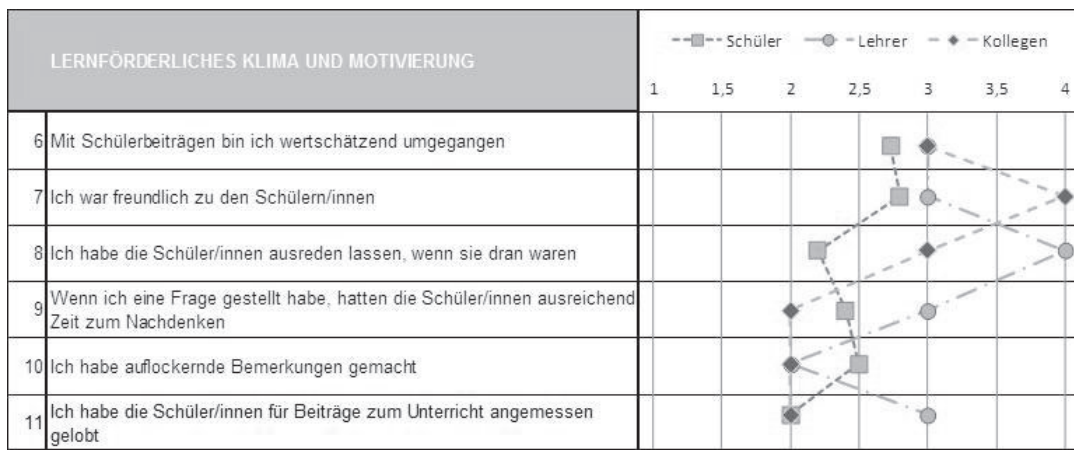 LERNFÖRDERLICHES KLIMA UND MOTIVIERUNG
Schüler Lehrer Kollegen
1 1,5 2 2,5 3 3,5 4
6 Mit Schülerbeiträgen bin ich wertschätzend umgegangen
7 Ich war freundlich zu den Schülern/innen
8 Ich habe die Schüler/innen ausreden lassen, wenn sie dran waren
9 Wenn ich eine Frage gestellt habe, hatten die Schüler/innen ausreichend
Zeit zum Nachdenken
10 Ich habe auflockernde Bemerkungen gemacht
11 Ich habe die Schüler/innen für Beiträge zum Unterricht angemessen
gelobt